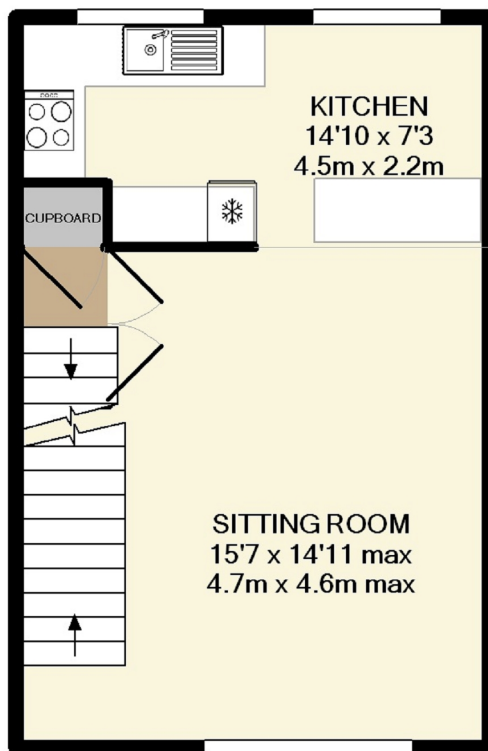 KITCHEN
14'10 x 7'3
4.5m x 2.2m
CUPBOARD
SITTING ROOM
15'7 x 14'11 max
4.7m x 4.6m max